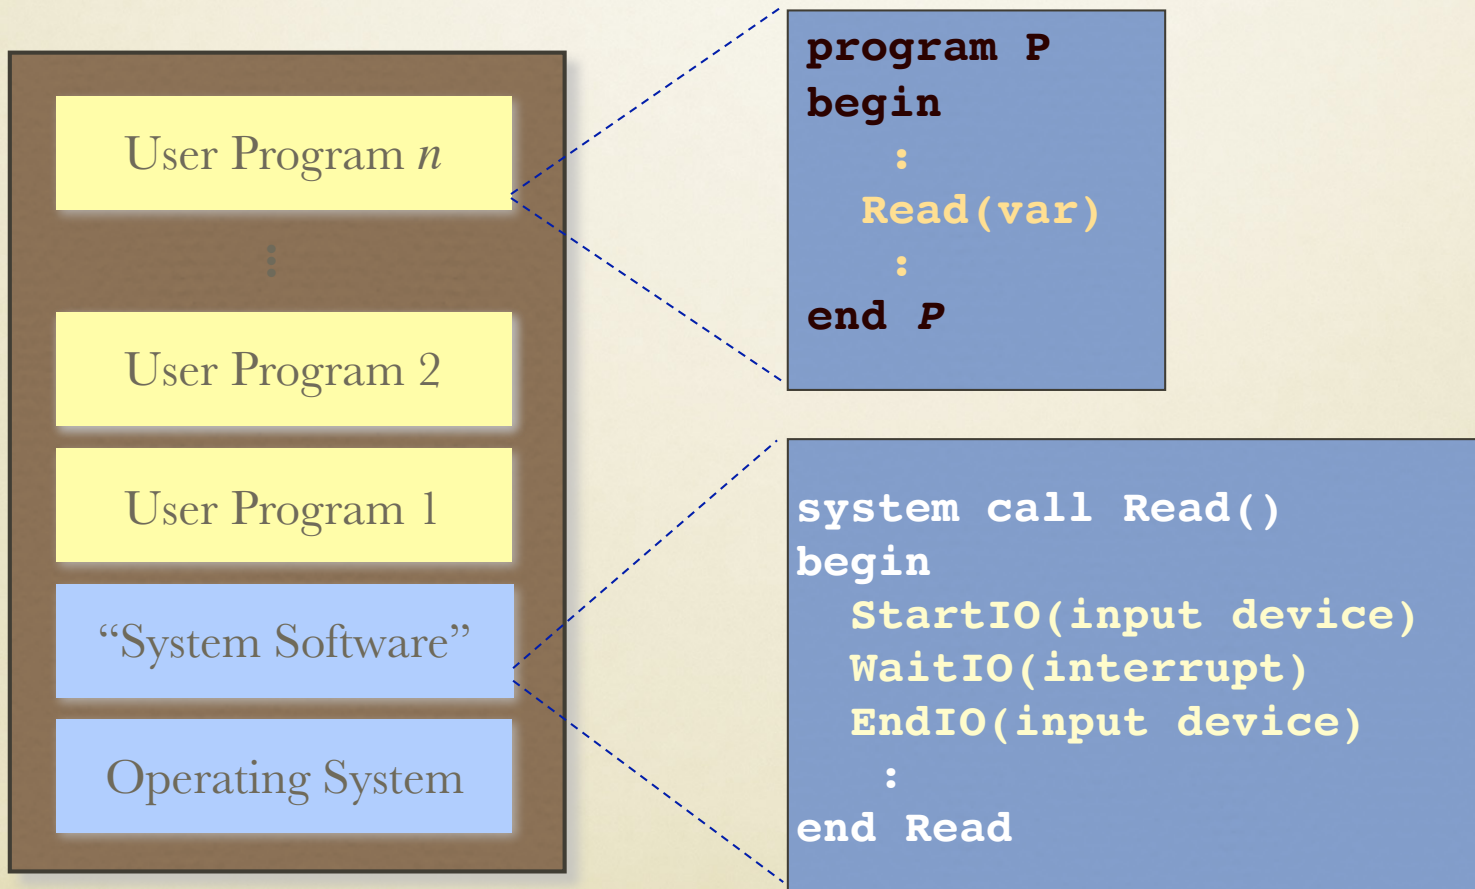 User Program n
⋮
User Program 2
User Program 1
“System Software”
Operating System
program P
begin
:
Read(var)
:
end P
system call Read()
begin
StartIO(input device)
WaitIO(interrupt)
EndIO(input device)
:
end Read